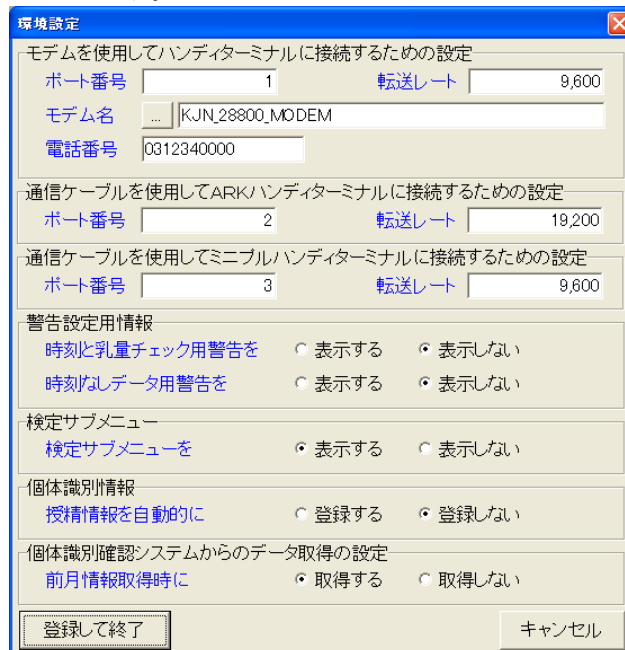 環境設定
モデムを使用してハンディターミナルに接続するための設定
ポート番号 1 転送レート 9,600
モデム名 ... KJN_28800_MODEM
電話番号 0312340000
通信ケーブルを使用してARKハンディターミナルに接続するための設定
ポート番号 2 転送レート 19,200
通信ケーブルを使用してミニプルハンディターミナルに接続するための設定
ポート番号 3 転送レート 9,600
警告設定用情報
時刻と乳量チェック用警告を 表示する 表示しない
時刻なしデータ用警告を 表示する 表示しない
検定サブメニュー
検定サブメニューを 表示する 表示しない
個体識別情報
授精情報を自動的に 登録する 登録しない
個体識別確認システムからのデータ取得の設定
前月情報取得時に 取得する 取得しない
登録して終了 キャンセル